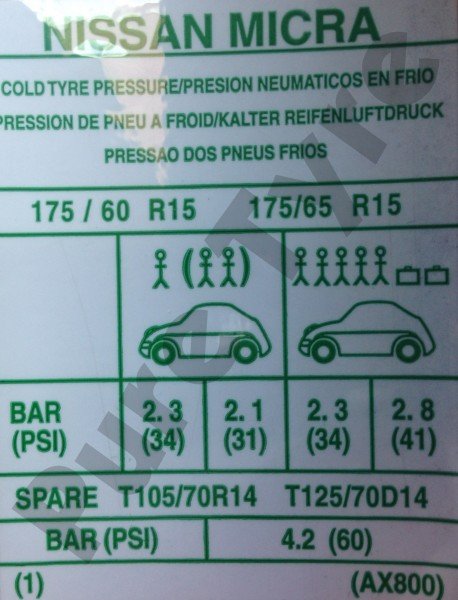 NISSAN MICRA
COLD TYRE PRESSURE/PRESION NEUMATICOS EN FRIO
PRESSION DE PNEU A FROID/KALTER REIFENLUFTDRUCK
PRESSAO DOS PNEUS FRIOS
175 / 60 R15 175/65 R15
( )
BAR 2. 3 2. 1 2. 3 2. 8
(PSI) (34) (31) (34) (41)
SPARE T105/70R14 T125/70D14
BAR (PSI) 4.2 (60)
(1) (AX800)
Pure Tyre